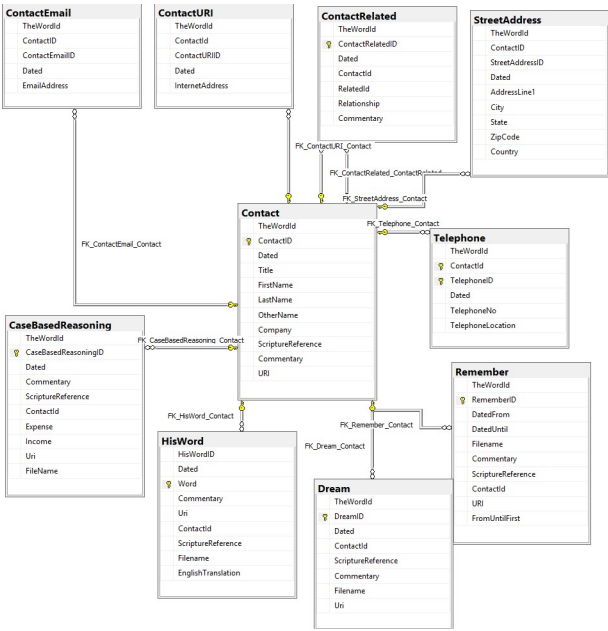 ContactEmail
TheWordId
ContactID
ContactEmailID
Dated
EmailAddress
ContactURI
TheWordId
ContactId
ContactURIID
Dated
InternetAddress
ContactRelated
TheWordId
ContactRelatedID
Dated
ContactId
RelatedId
Relationship
Commentary
StreetAddress
TheWordId
ContactID
StreetAddressID
Dated
AddressLine1
City
State
ZipCode
Country
FK_ContactURI_Contact
FK_ContactRelated_ContactRelated
FK_StreetAddress_Contact
FK_Telephone_Contact
FK_ContactEmail_Contact
Contact
TheWordId
ContactID
Dated
Title
FirstName
LastName
OtherName
Company
ScriptureReference
Commentary
URI
Telephone
TheWordId
ContactId
TelephoneID
Dated
TelephoneNo
TelephoneLocation
CaseBasedReasoning
TheWordId
CaseBasedReasoningID
Dated
Commentary
ScriptureReference
ContactId
Expense
Income
Uri
FileName
FK_CaseBasedReasoning_Contact
FK_HisWord_Contact
FK_Remember_Contact
FK_Dream_Contact
Remember
TheWordId
RememberID
DatedFrom
DatedUntil
Filename
Commentary
ScriptureReference
ContactId
URI
FromUntilFirst
HisWord
HisWordID
Dated
Word
Commentary
Uri
ContactId
ScriptureReference
Filename
EnglishTranslation
Dream
TheWordId
DreamID
Dated
ContactId
ScriptureReference
Commentary
Filename
Uri